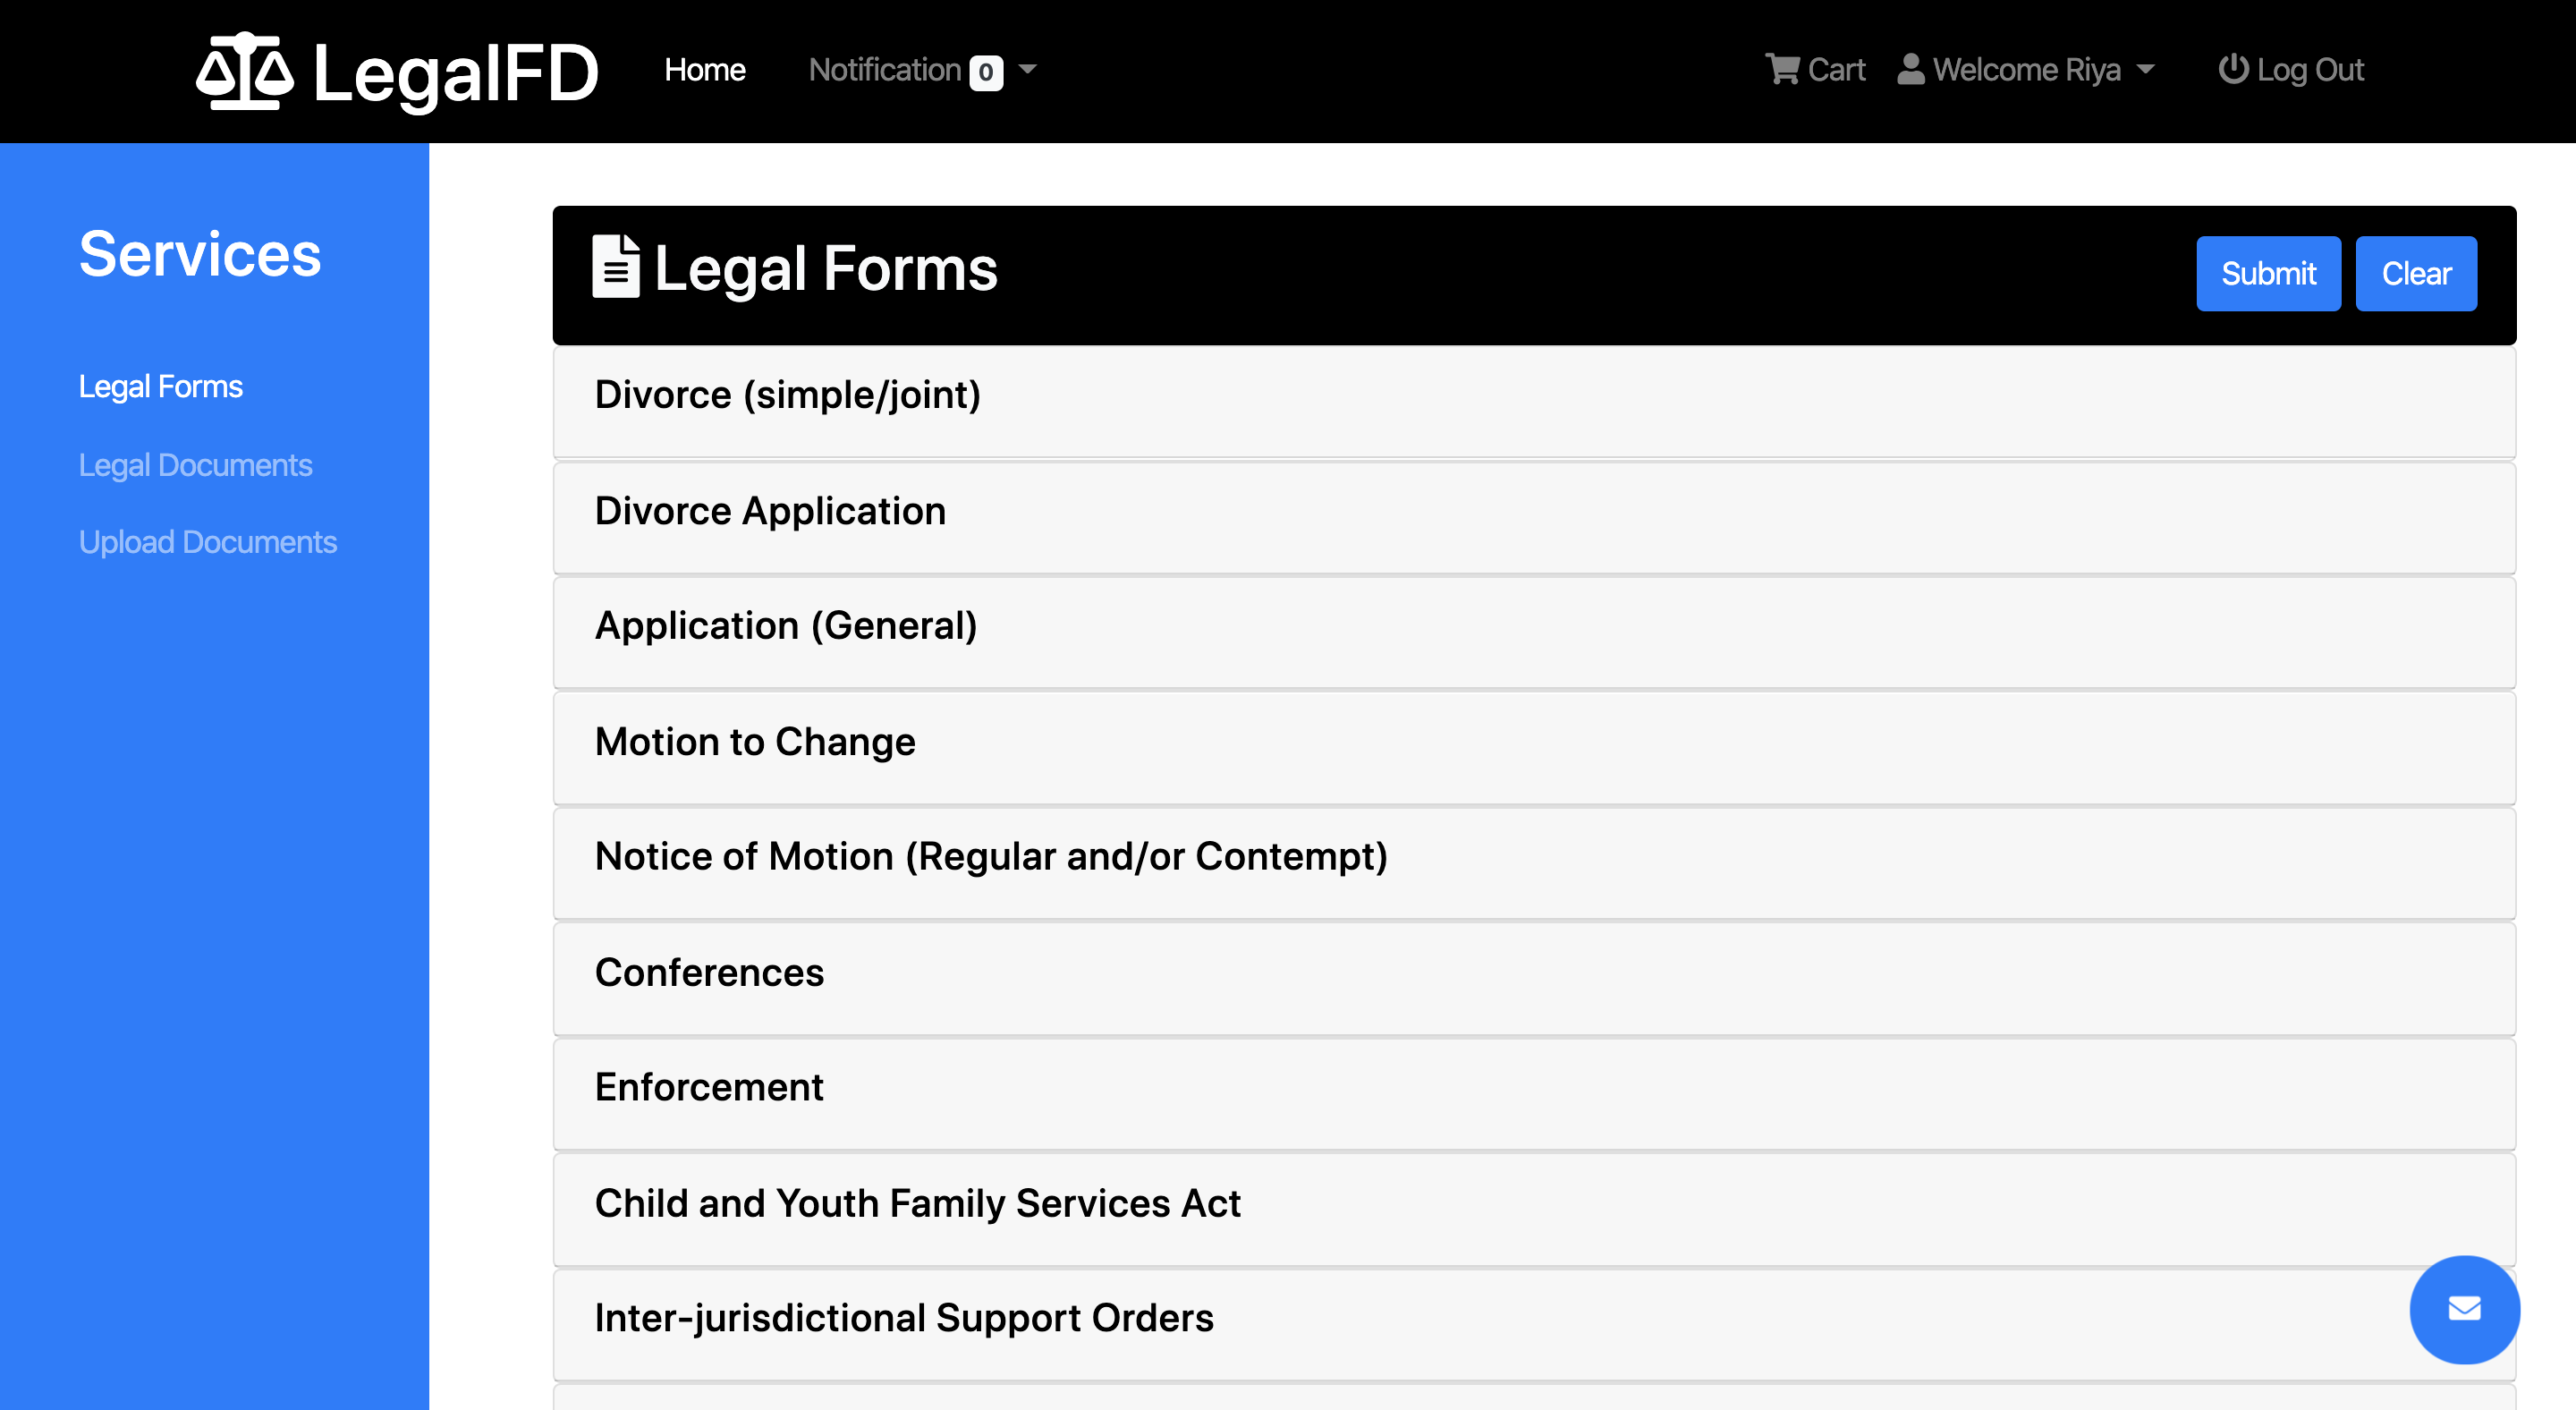 LegalFD
Home
Notification 0
Cart
Welcome Riya
Log Out
Services
Legal Forms
Legal Documents
Upload Documents
Legal Forms
Submit
Clear
Divorce (simple/joint)
Divorce Application
Application (General)
Motion to Change
Notice of Motion (Regular and/or Contempt)
Conferences
Enforcement
Child and Youth Family Services Act
Inter-jurisdictional Support Orders